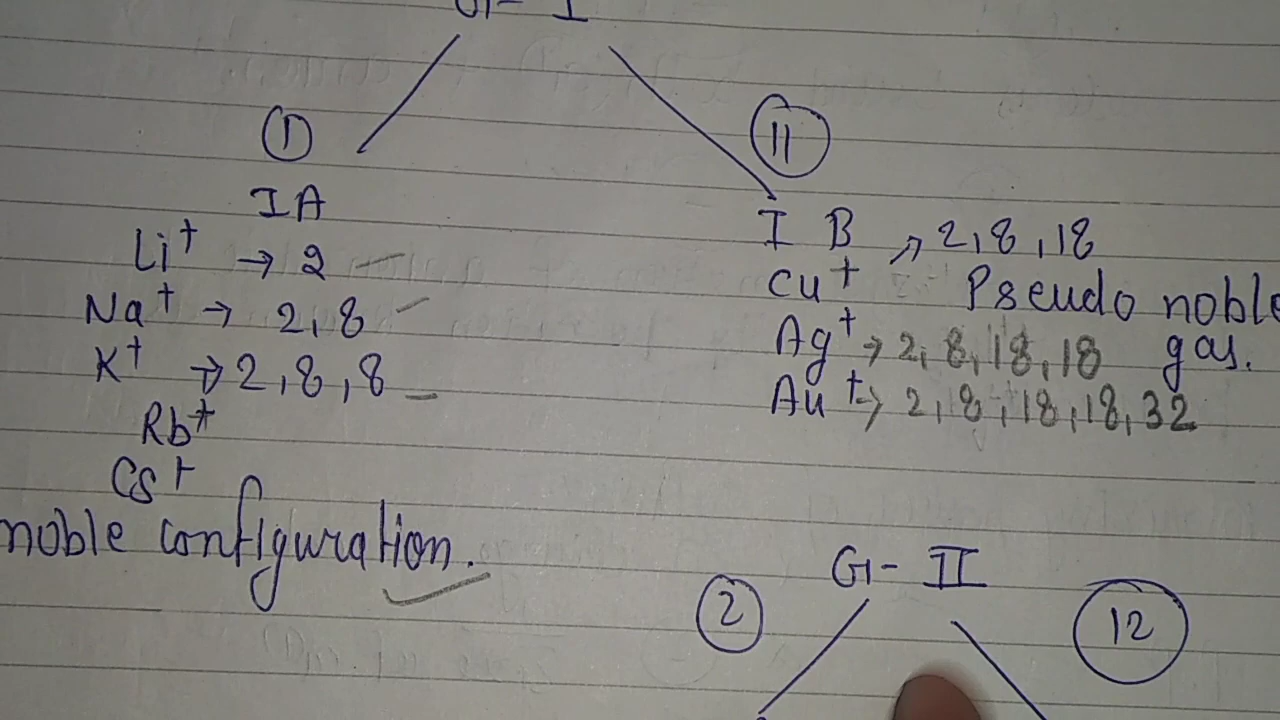 G- I
1
IA
Li⁺ → 2
Na⁺ → 2,8
K⁺ → 2,8,8
Rb⁺
Cs⁺
noble configuration.
11
I B → 2,8,18
Cu⁺ Pseudo noble
Ag⁺ → 2,8,18,18 gas.
Au⁺ → 2,8,18,18,32
G- II
2
12